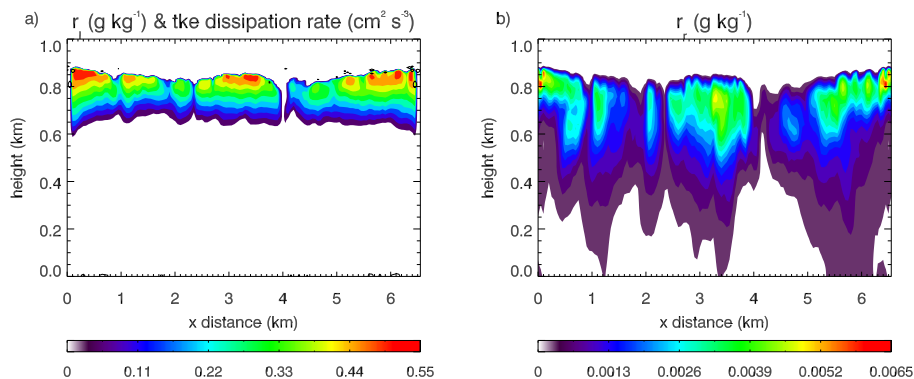 a) r_l (g kg⁻¹) & tke dissipation rate (cm² s⁻³)
1.0
0.8
0.6
0.4
0.2
0.0
height (km)
0 1 2 3 4 5 6
x distance (km)
0 0.11 0.22 0.33 0.44 0.55
b) r_r (g kg⁻¹)
1.0
0.8
0.6
0.4
0.2
0.0
height (km)
0 1 2 3 4 5 6
x distance (km)
0 0.0013 0.0026 0.0039 0.0052 0.0065